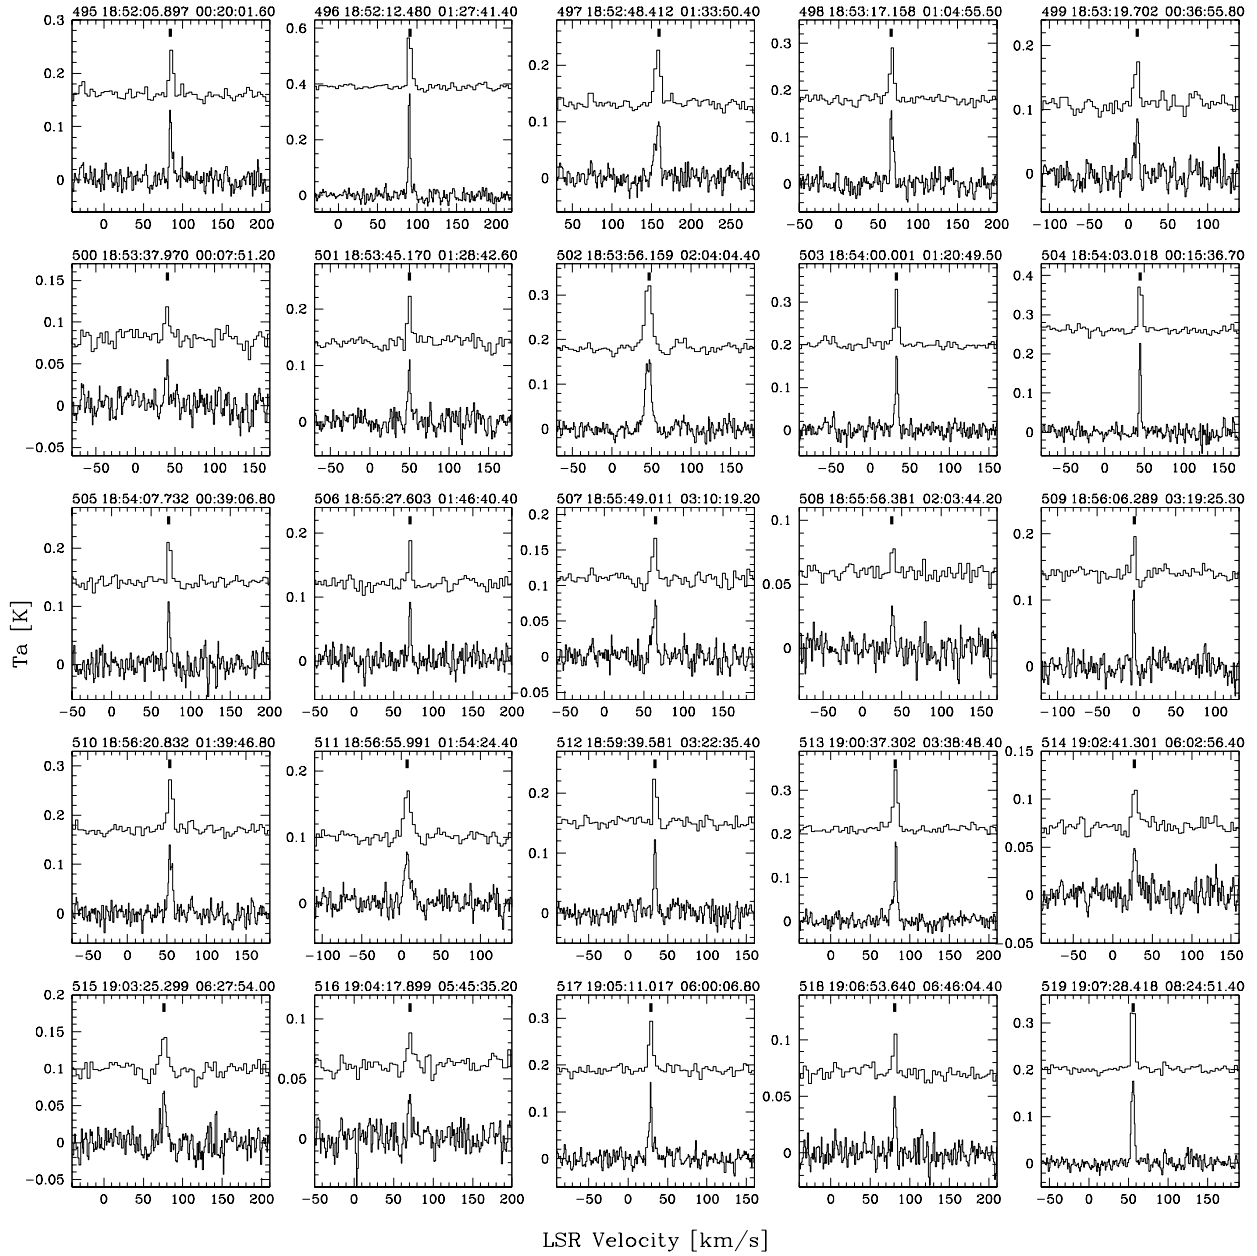 495 18:52:05.897 00:20:01.60
496 18:52:12.480 01:27:41.40
497 18:52:48.412 01:33:50.40
498 18:53:17.158 01:04:55.50
499 18:53:19.702 00:36:55.80
0.3
0.2
0.1
0
0.6
0.4
0.2
0
0.2
0.1
0
0.3
0.2
0.1
0
0.2
0.1
0
0 50 100 150 200
0 50 100 150 200
50 100 150 200 250
−50 0 50 100 150 200
−50 0 50 100
500 18:53:37.970 00:07:51.20
501 18:53:45.170 01:28:42.60
502 18:53:56.159 02:04:04.40
503 18:54:00.001 01:20:49.50
504 18:54:03.018 00:15:36.70
0.15
0.1
0.05
0
−0.05
0.2
0.1
0
0.3
0.2
0.1
0
0.3
0.2
0.1
0
0.4
0.3
0.2
0.1
0
−50 0 50 100 150
−50 0 50 100 150
−50 0 50 100 150
−50 0 50 100 150
−50 0 50 100 150
505 18:54:07.732 00:39:06.80
506 18:55:27.603 01:46:40.40
507 18:55:49.011 03:10:19.20
508 18:55:56.381 02:03:44.20
509 18:56:06.289 03:19:25.30
0.2
0.1
0
0.2
0.1
0
0.2
0.15
0.1
0.05
0
−0.05
0.1
0.05
0
0.2
0.1
0
−50 0 50 100 150 200
−50 0 50 100 150 200
−50 0 50 100 150
−50 0 50 100 150
−100 −50 0 50 100
Ta [K]
510 18:56:20.832 01:39:46.80
511 18:56:55.991 01:54:24.40
512 18:59:39.581 03:22:35.40
513 19:00:37.302 03:38:48.40
514 19:02:41.301 06:02:56.40
0.3
0.2
0.1
0
0.2
0.1
0
0.2
0.1
0
0.3
0.2
0.1
0
0.15
0.1
0.05
0
−0.05
−50 0 50 100 150
−100 −50 0 50 100
−50 0 50 100 150
0 50 100 150 200
−50 0 50 100 150
515 19:03:25.299 06:27:54.00
516 19:04:17.899 05:45:35.20
517 19:05:11.017 06:00:06.80
518 19:06:53.640 06:46:04.40
519 19:07:28.418 08:24:51.40
0.2
0.15
0.1
0.05
0
−0.05
0.1
0.05
0
0.3
0.2
0.1
0
0.1
0.05
0
0.3
0.2
0.1
0
0 50 100 150 200
−50 0 50 100 150 200
−50 0 50 100 150
0 50 100 150 200
−50 0 50 100 150
LSR Velocity [km/s]